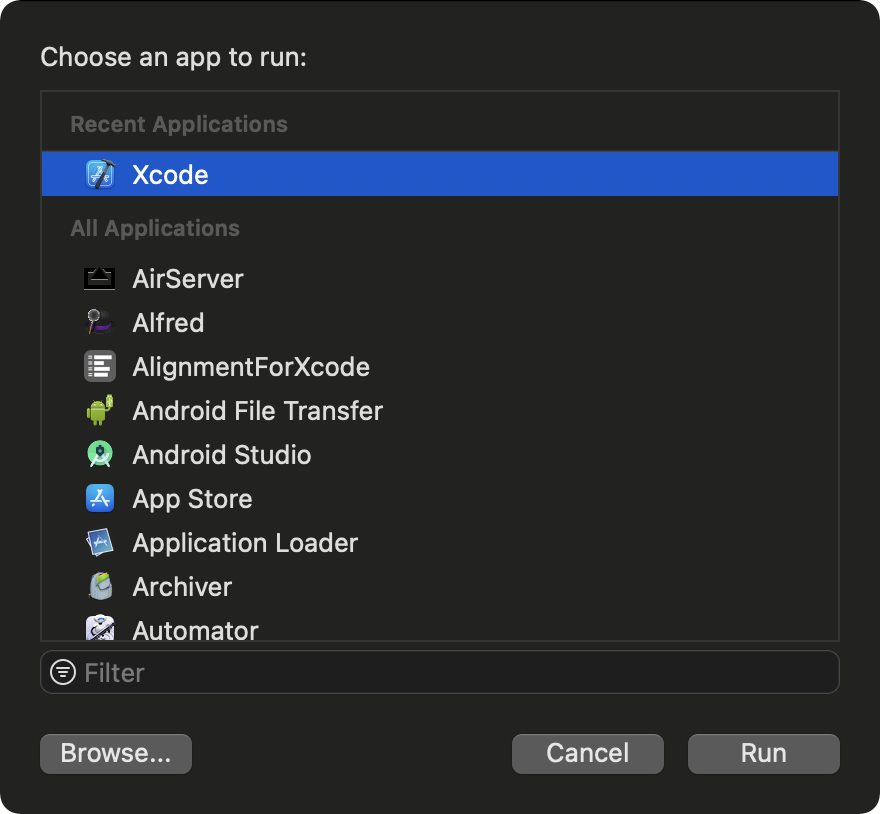 Choose an app to run:
Recent Applications
Xcode
All Applications
AirServer
Alfred
AlignmentForXcode
Android File Transfer
Android Studio
App Store
Application Loader
Archiver
Automator
Filter
Browse...
Cancel
Run